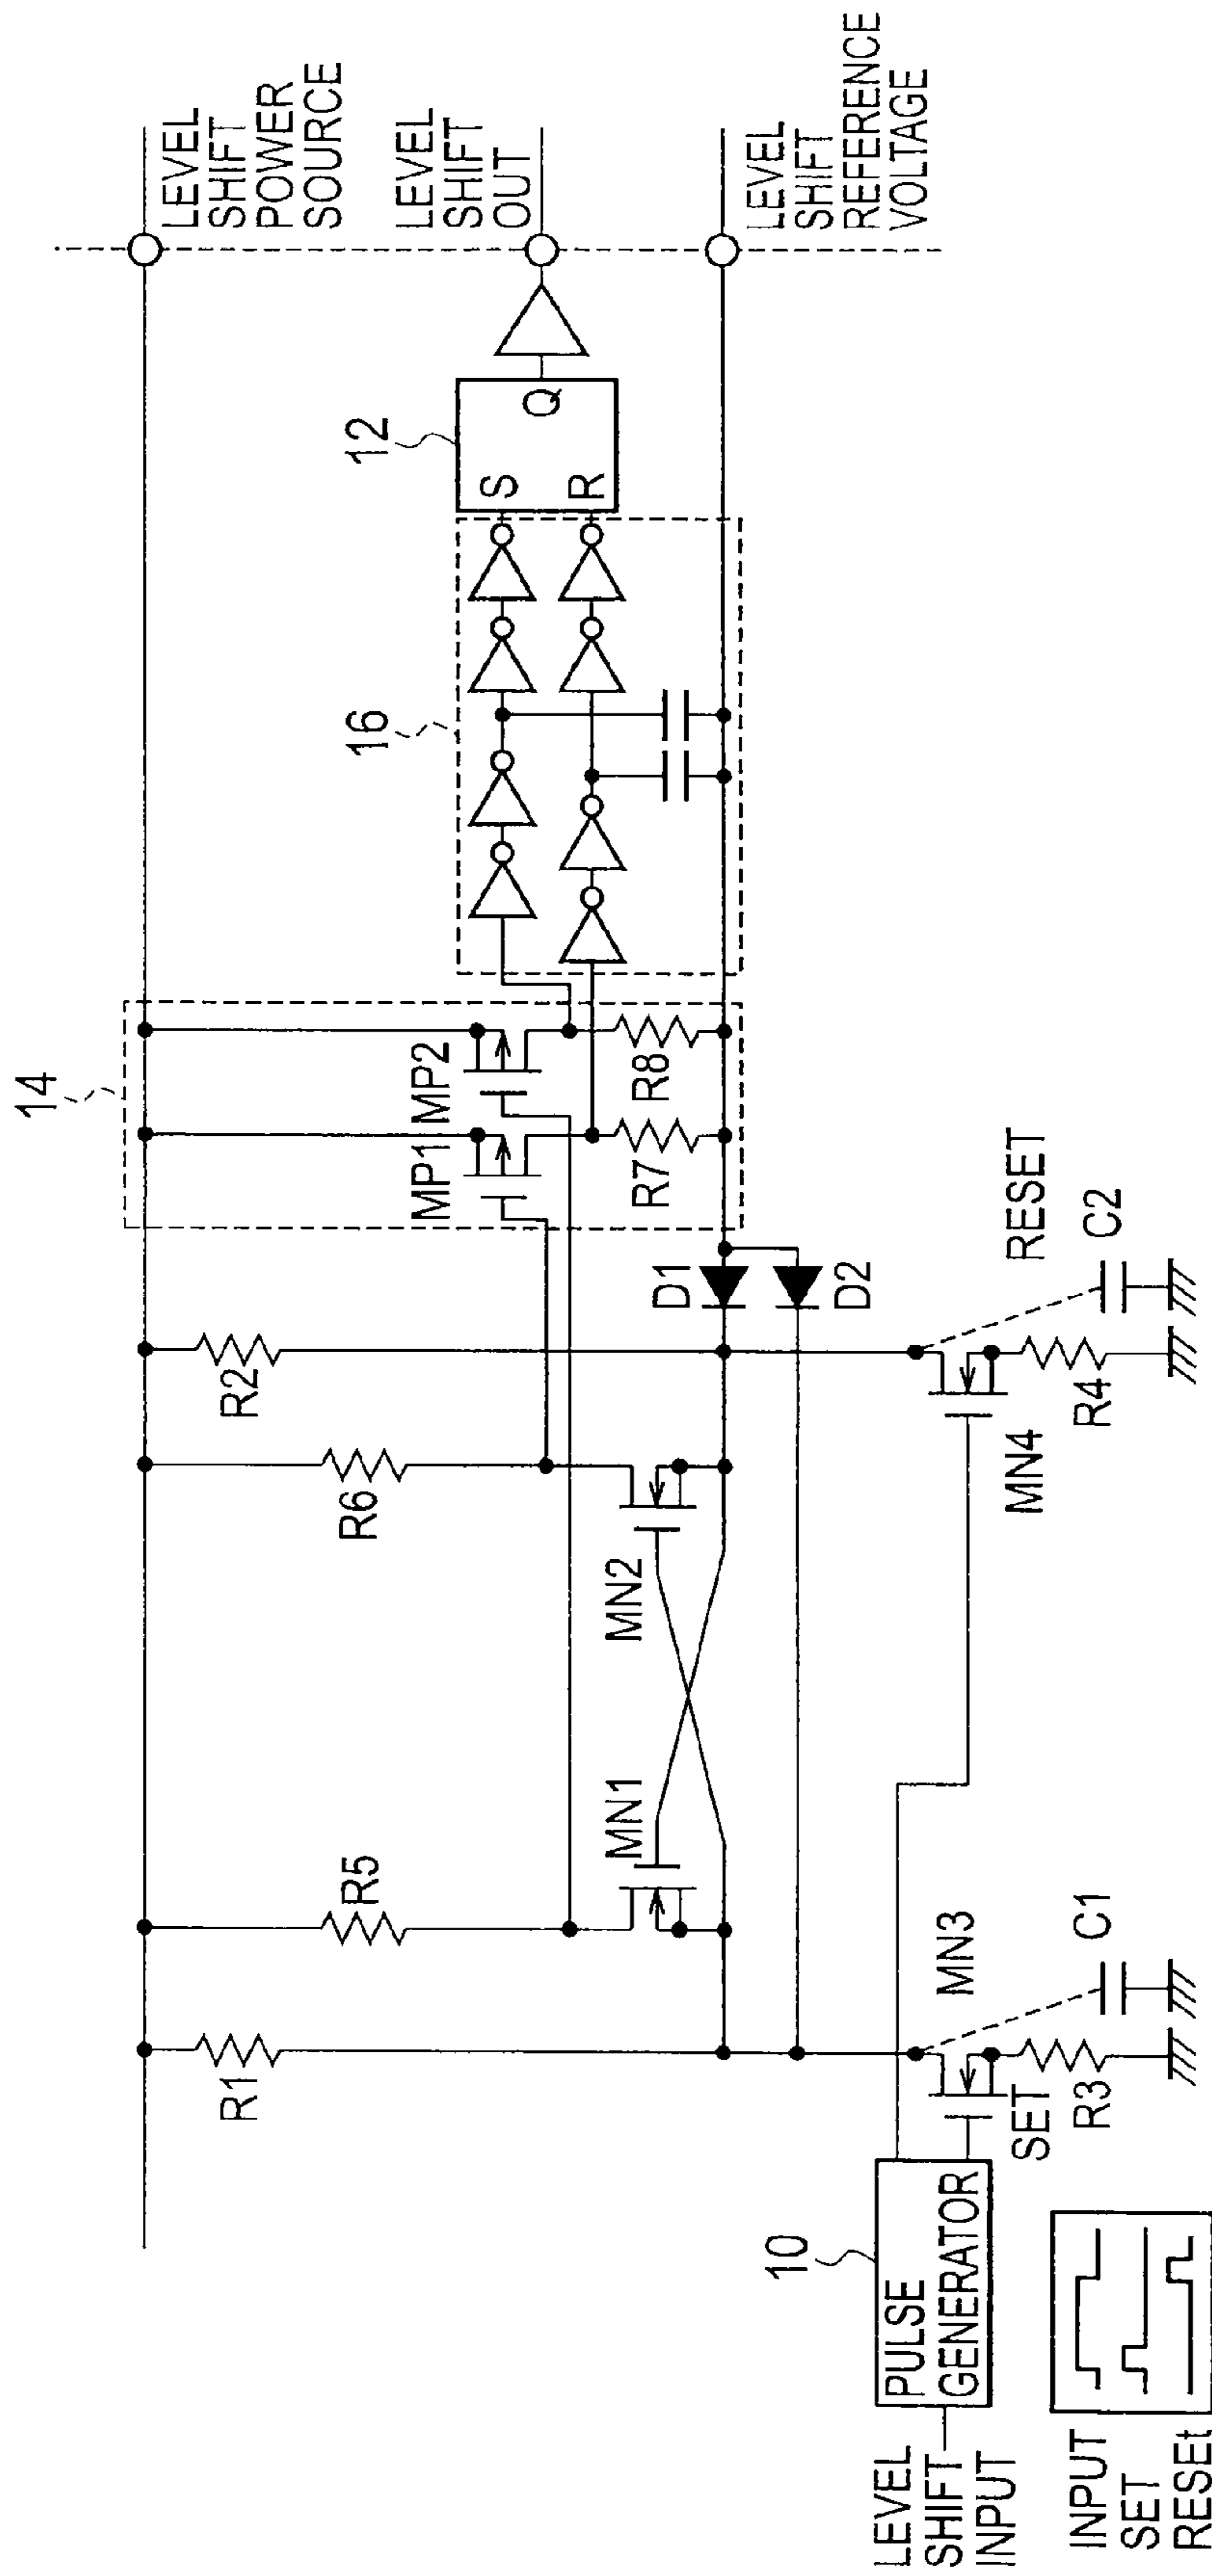 LEVEL
SHIFT
POWER
SOURCE
LEVEL
SHIFT
OUT
LEVEL
SHIFT
REFERENCE
VOLTAGE
14
16
12
R1
R5
R6
R2
MP1
MP2
R7
R8
S
R
Q
MN1
MN2
D1
D2
10
PULSE
GENERATOR
LEVEL
SHIFT
INPUT
SET
MN3
R3
C1
MN4
R4
RESET
C2
INPUT
SET
RESEt